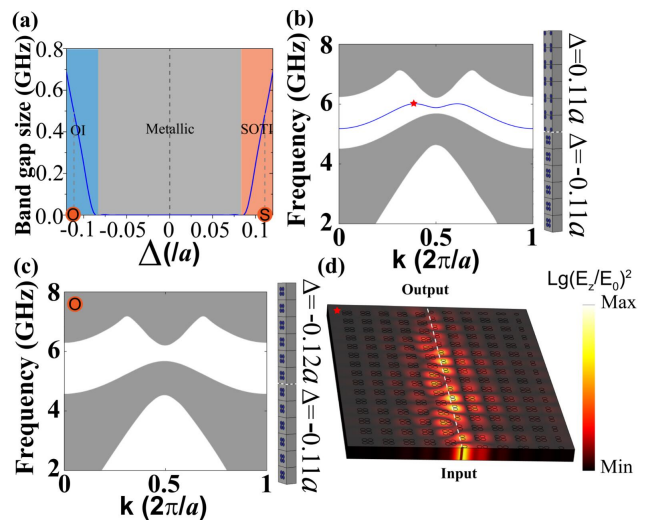 (a)
Band gap size (GHz)
0.8
0.6
0.4
0.2
0.0
OI
Metallic
SOTI
O
S
-0.1
-0.05
0
0.05
0.1
Δ(/a)
(b)
Frequency (GHz)
8
6
4
2
0
0.5
1
k (2π/a)
Δ=0.11a
Δ=-0.11a
(c)
O
Frequency (GHz)
8
6
4
2
0
0.5
1
k (2π/a)
Δ=-0.12a
Δ=-0.11a
(d)
Output
Input
Lg(Ez/E0)²
Max
Min